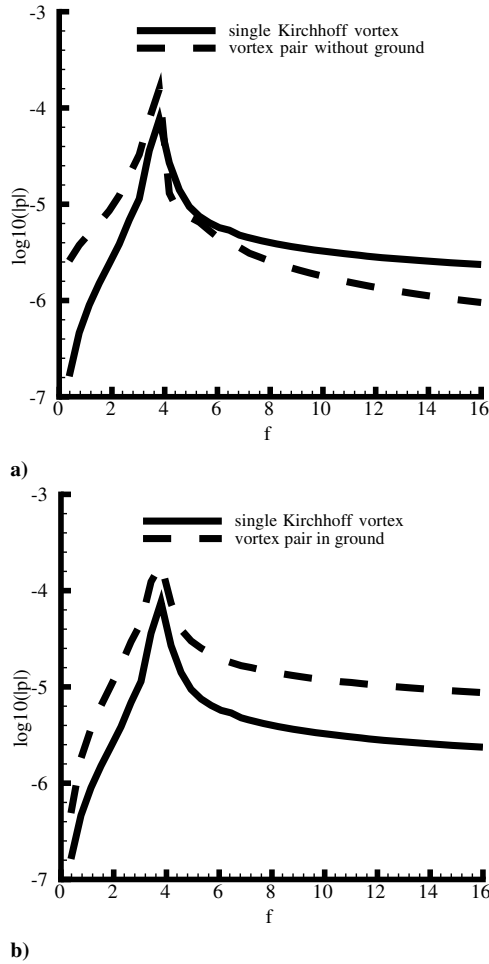 -3
single Kirchhoff vortex
vortex pair without ground
-4
log10(|p|)
-5
-6
-7
0 2 4 6 8 10 12 14 16
f
a)
-3
single Kirchhoff vortex
vortex pair in ground
-4
log10(|p|)
-5
-6
-7
0 2 4 6 8 10 12 14 16
f
b)